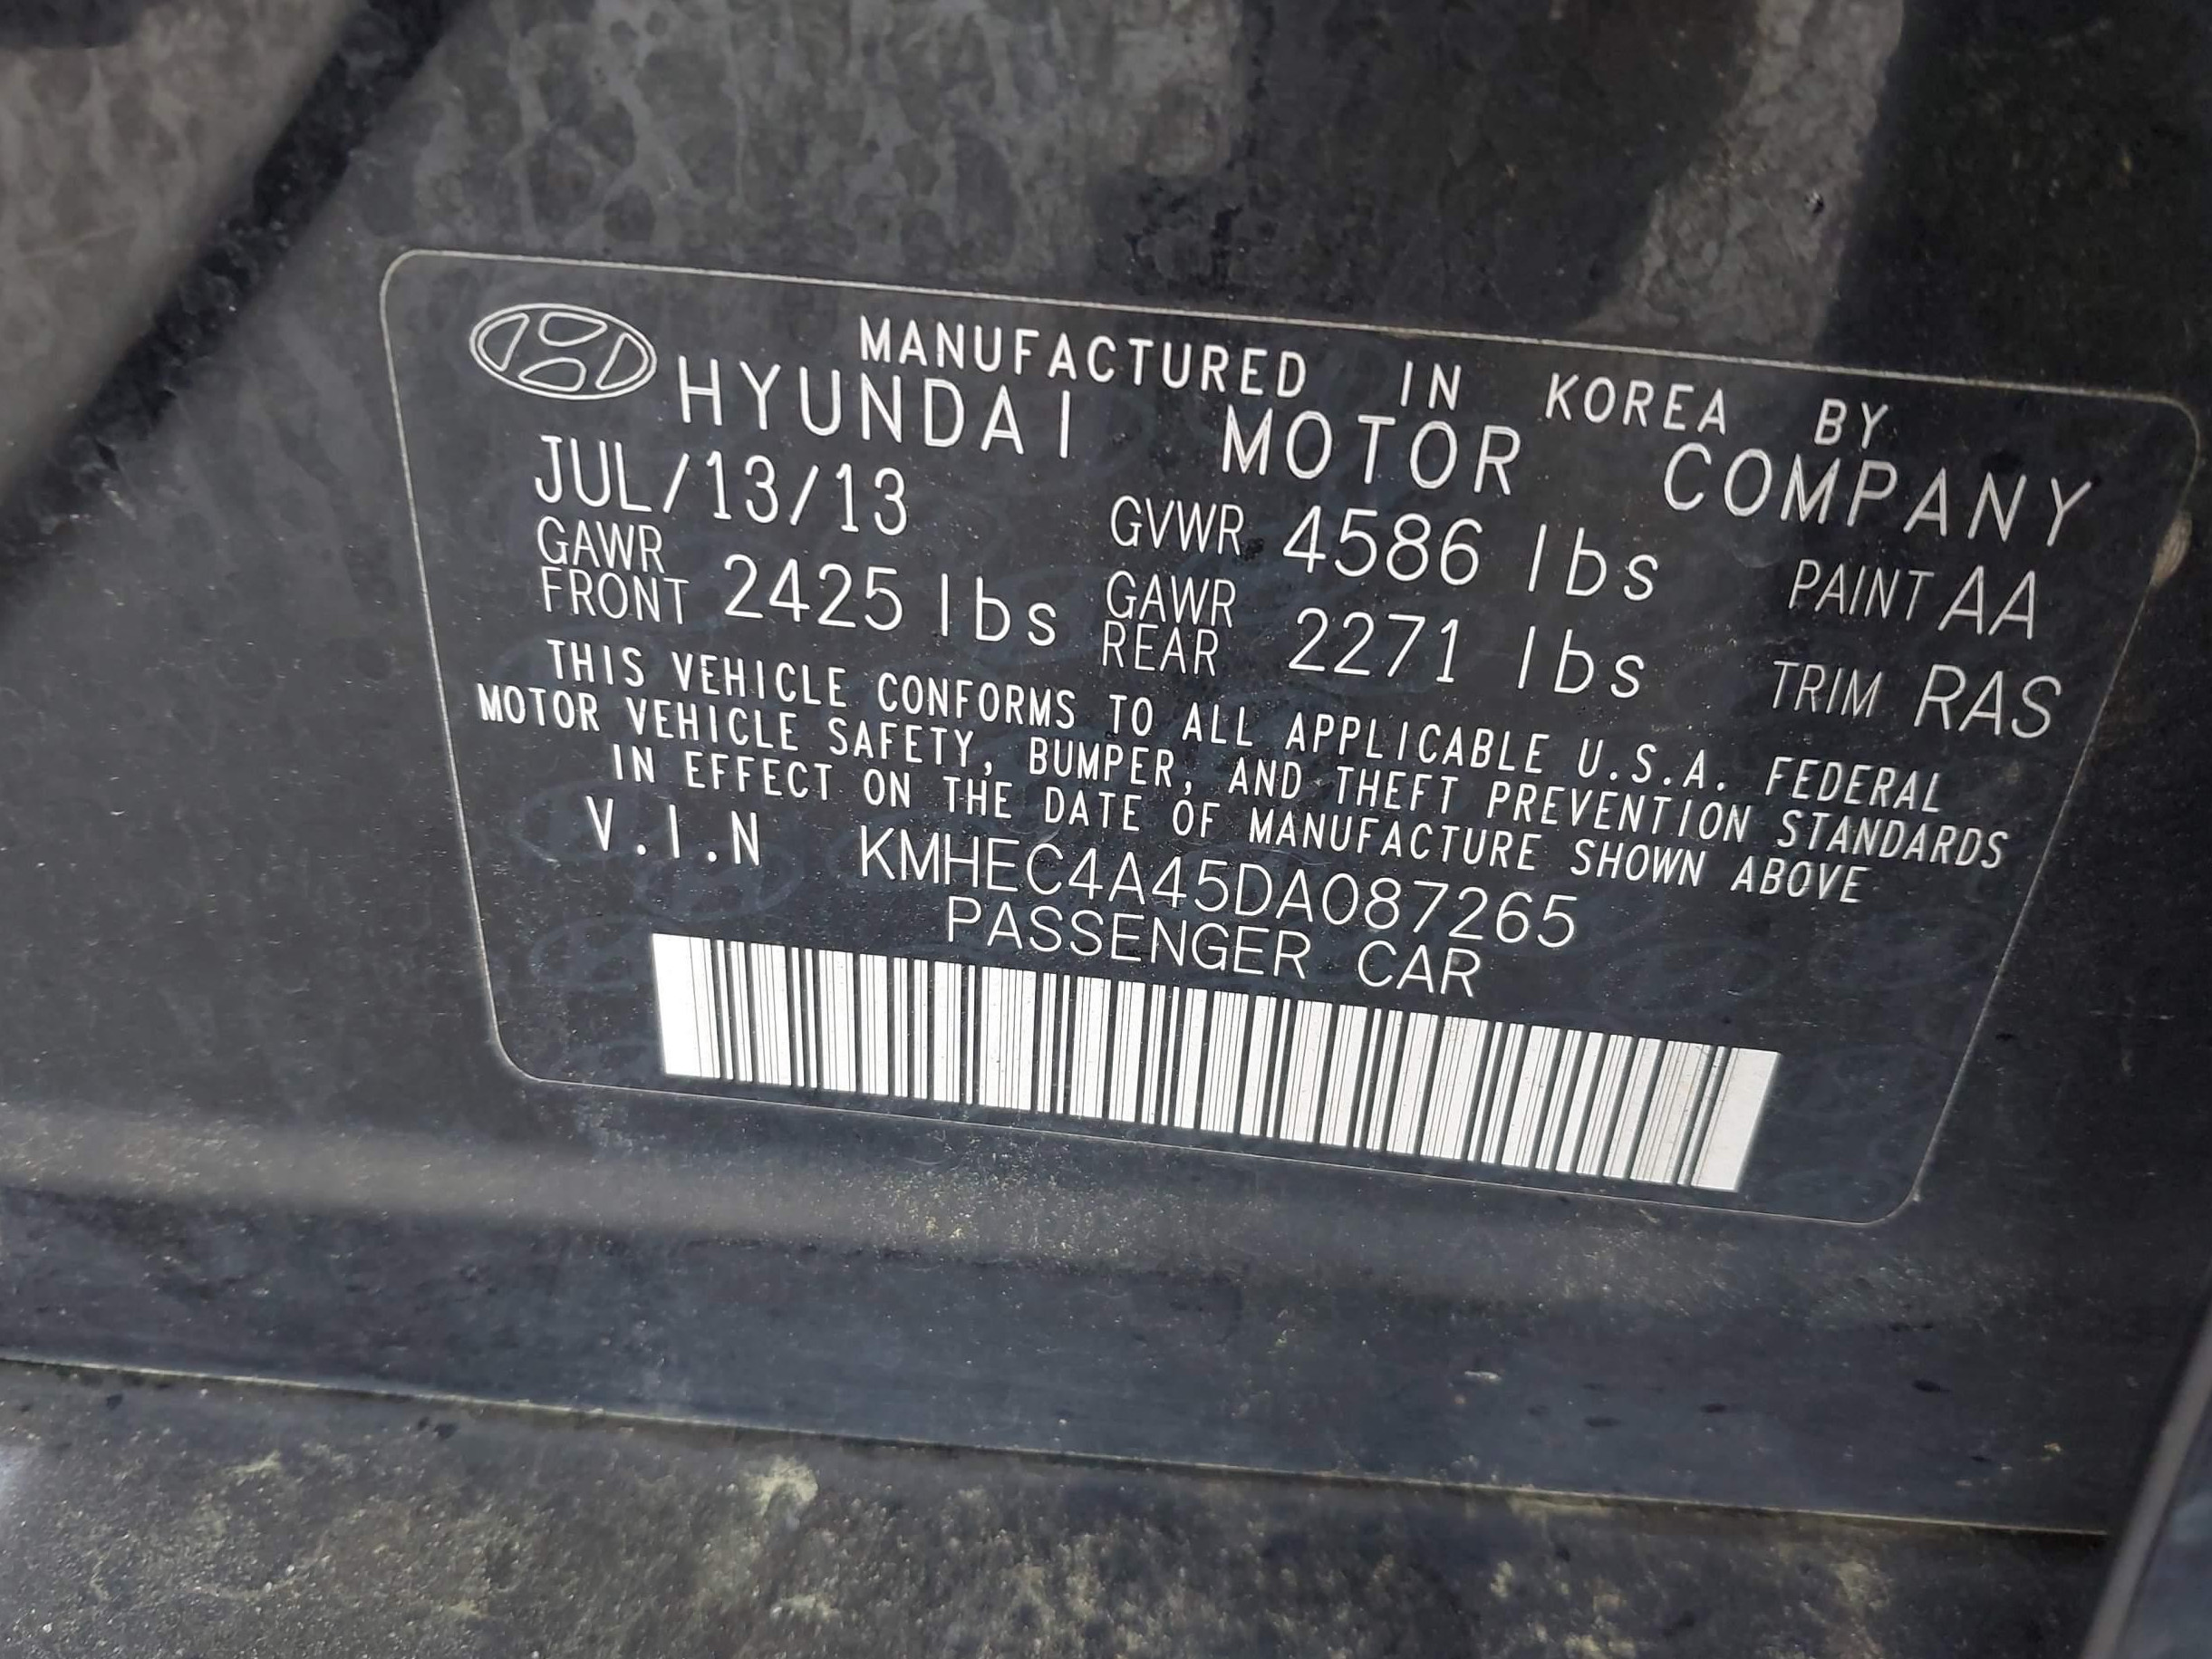 MANUFACTURED IN KOREA BY
HYUNDAI MOTOR COMPANY
JUL/13/13 GVWR 4586 lbs PAINT AA
GAWR FRONT 2425 lbs GAWR REAR 2271 lbs TRIM RAS
THIS VEHICLE CONFORMS TO ALL APPLICABLE U.S.A. FEDERAL
MOTOR VEHICLE SAFETY, BUMPER, AND THEFT PREVENTION STANDARDS
IN EFFECT ON THE DATE OF MANUFACTURE SHOWN ABOVE
V.I.N KMHEC4A45DA087265
PASSENGER CAR